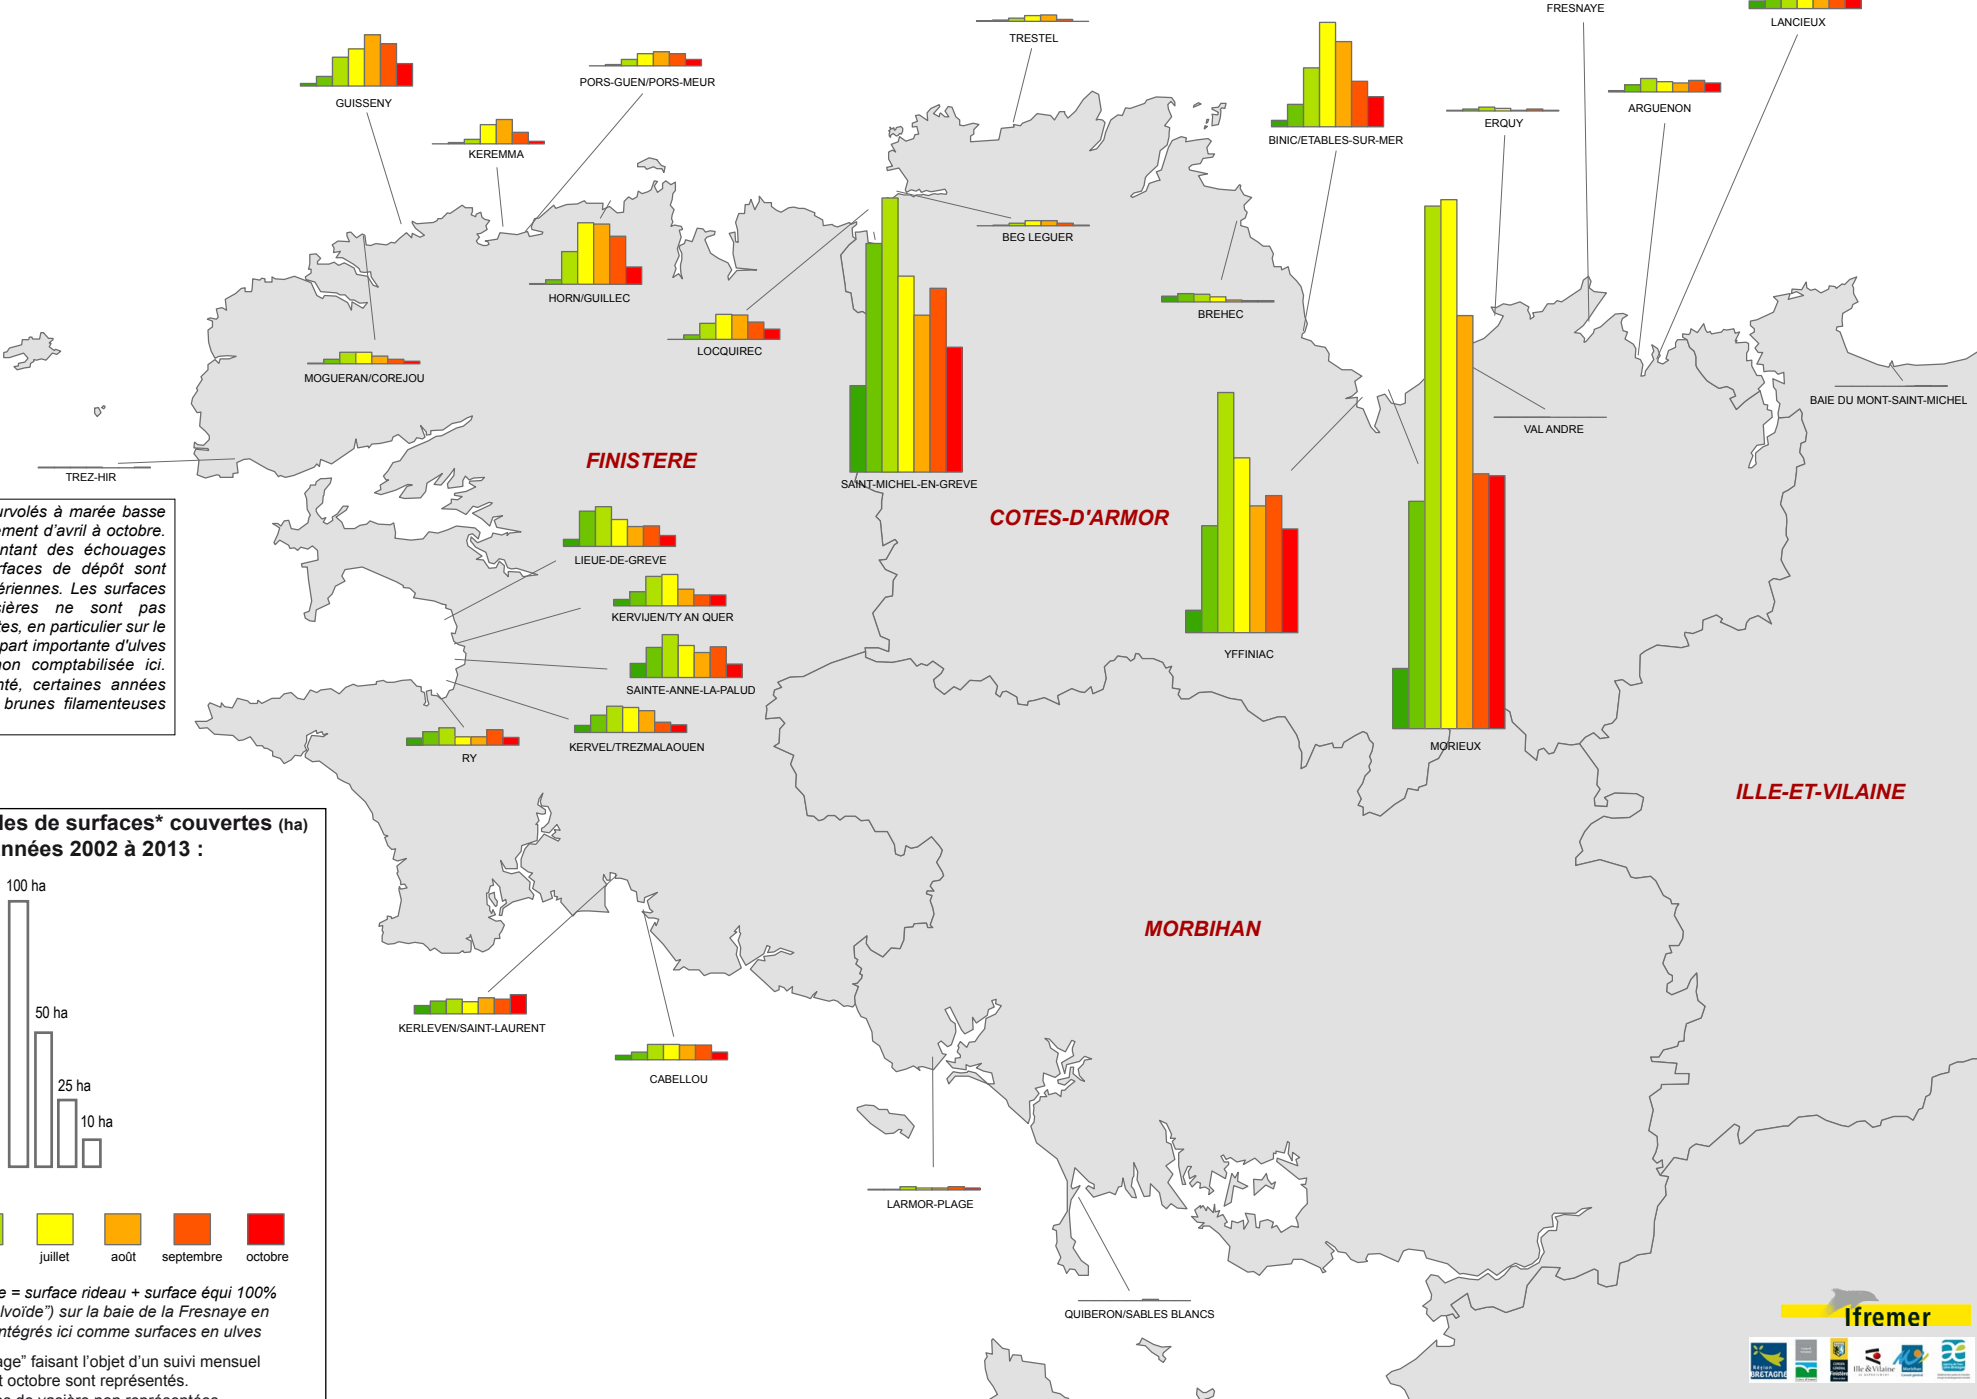 FRESNAYE
LANCIEUX
TRESTEL
PORS-GUEN/PORS-MEUR
GUISSENY
ARGUENON
ERQUY
BINIC/ETABLES-SUR-MER
KEREMMA
BEG LEGUER
HORN/GUILLEC
BREHEC
LOCQUIREC
MOGUERAN/COREJOU
BAIE DU MONT-SAINT-MICHEL
VAL ANDRE
FINISTERE
TREZ-HIR
SAINT-MICHEL-EN-GREVE
COTES-D'ARMOR
urvolés à marée basse
ement d'avril à octobre.
ntant des échouages
rfaces de dépôt sont
ériennes. Les surfaces
sières ne sont pas
tes, en particulier sur le
part importante d'ulves
non comptabilisée ici.
nté, certaines années
brunes filamenteuses
LIEUE-DE-GREVE
KERVIJEN/TY AN QUER
YFFINIAC
SAINTE-ANNE-LA-PALUD
KERVEL/TREZMALAOUEN
MORIEUX
RY
ILLE-ET-VILAINE
les de surfaces* couvertes (ha)
nnées 2002 à 2013 :
100 ha
50 ha
25 ha
10 ha
MORBIHAN
KERLEVEN/SAINT-LAURENT
CABELLOU
LARMOR-PLAGE
juillet
août
septembre
octobre
e = surface rideau + surface équi 100%
lvoïde") sur la baie de la Fresnaye en
ntégrés ici comme surfaces en ulves
age" faisant l'objet d'un suivi mensuel
t octobre sont représentés.
QUIBERON/SABLES BLANCS
Ifremer
Région
BRETAGNE
Finistère
Ille & Vilaine
Morbihan